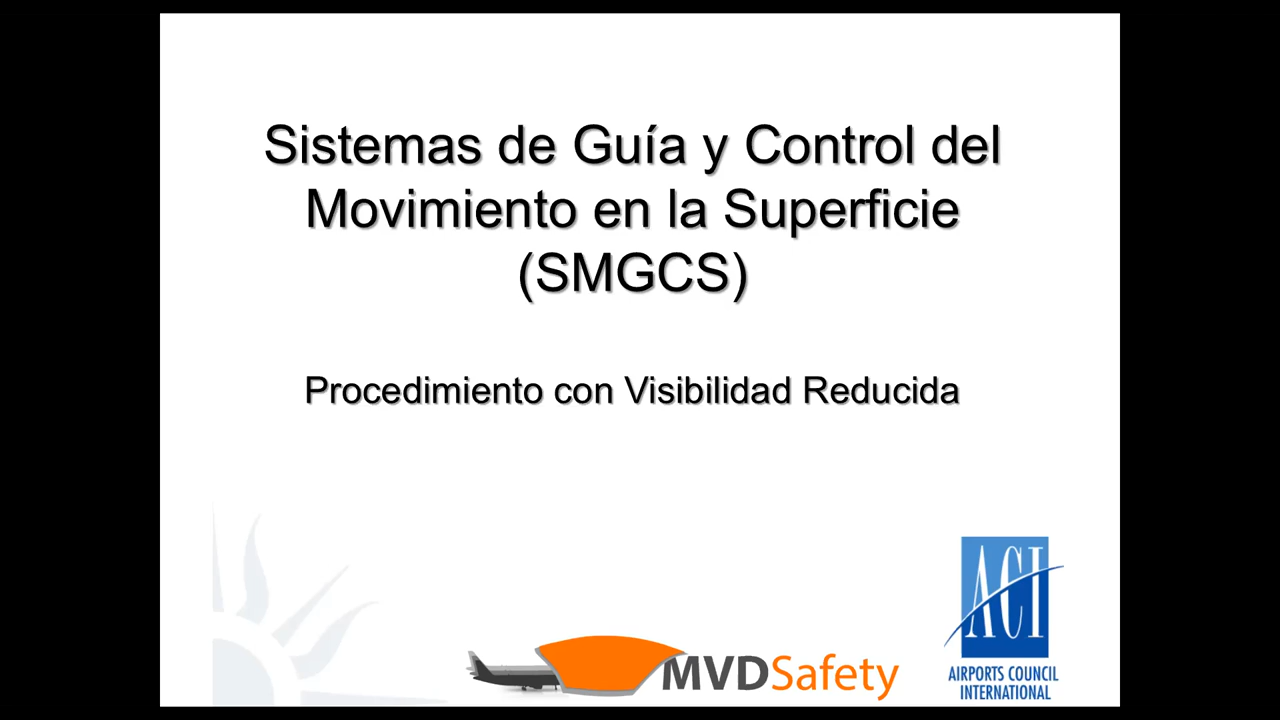 Sistemas de Guía y Control del
Movimiento en la Superficie
(SMGCS)
Procedimiento con Visibilidad Reducida
MVDSafety
ACI
AIRPORTS COUNCIL
INTERNATIONAL